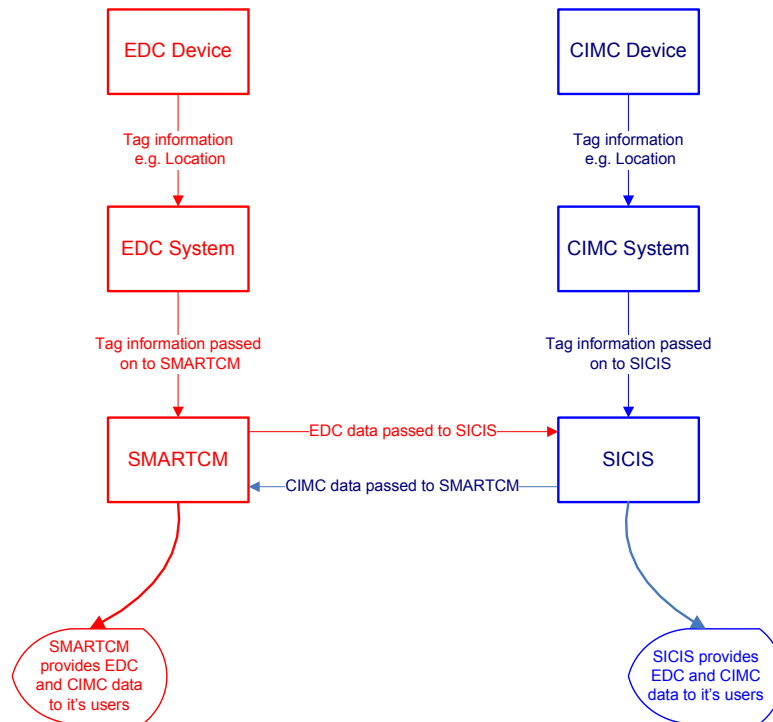 EDC Device
CIMC Device
Tag information
e.g. Location
Tag information
e.g. Location
EDC System
CIMC System
Tag information passed
on to SMARTCM
Tag information passed
on to SICIS
SMARTCM
EDC data passed to SICIS
CIMC data passed to SMARTCM
SICIS
SMARTCM
provides EDC
and CIMC data
to it's users
SICIS provides
EDC and CIMC
data to it's users